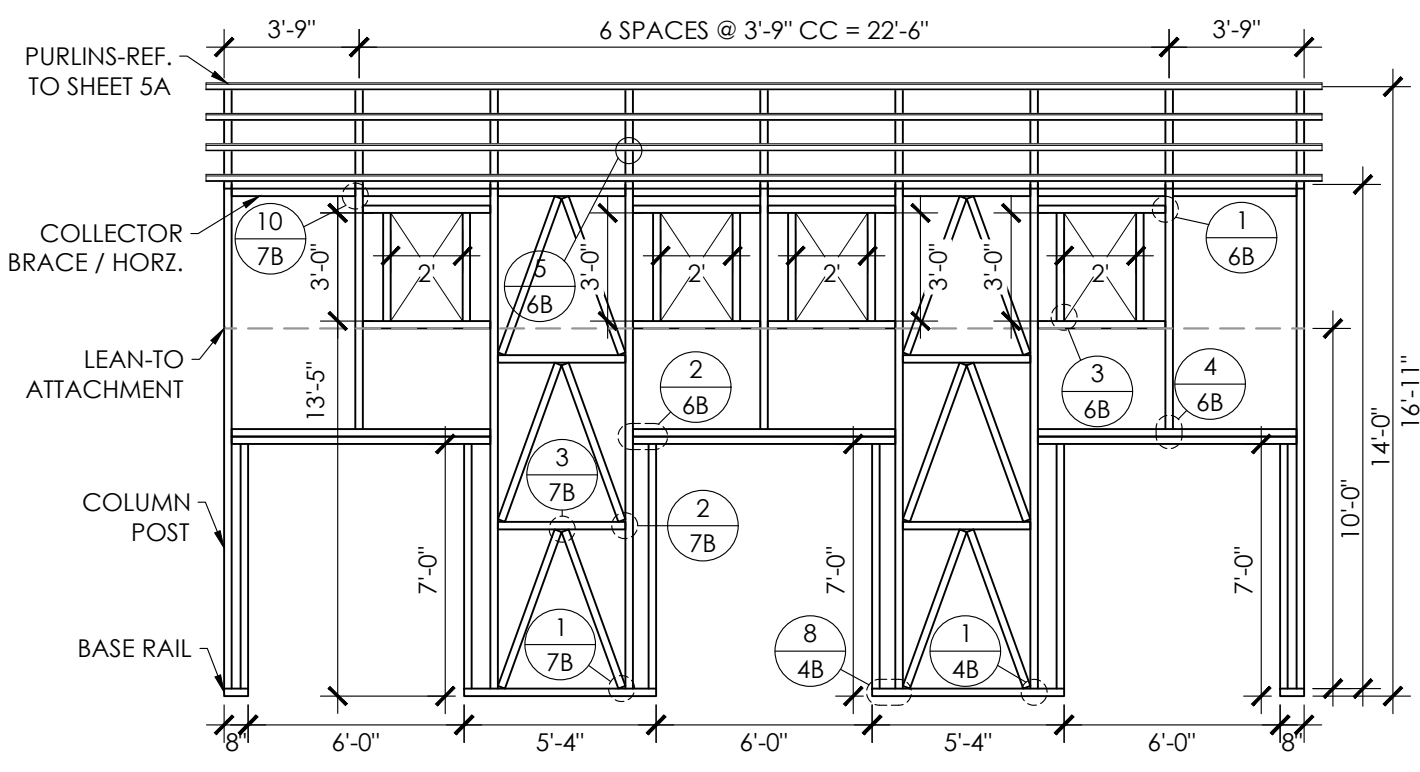 3'-9"
6 SPACES @ 3'-9" CC = 22'-6"
3'-9"
PURLINS-REF.
TO SHEET 5A
10
7B
COLLECTOR
BRACE / HORZ.
3'-0"
2'
5
6B
3'-0"
2'
2'
3'-0"
3'-0"
2'
1
6B
LEAN-TO
ATTACHMENT
13'-5"
2
6B
3
6B
4
6B
16'-11"
14'-0"
10'-0"
3
7B
2
7B
COLUMN
POST
7'-0"
7'-0"
7'-0"
BASE RAIL
1
7B
8
4B
1
4B
8"
6'-0"
5'-4"
6'-0"
5'-4"
6'-0"
8"